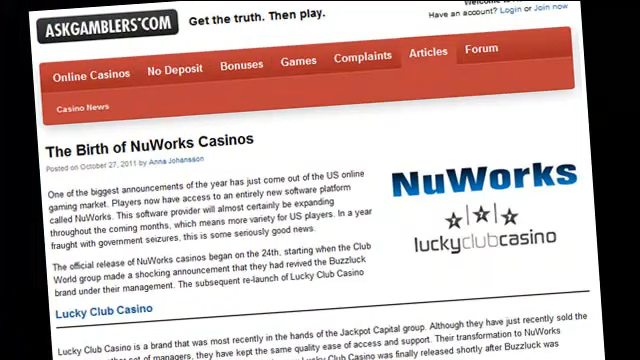 Welcome
ASKGAMBLERS.COM
Get the truth. Then play.
Have an account? Login or Join now
Online Casinos No Deposit Bonuses Games Complaints Articles Forum
Casino News
The Birth of NuWorks Casinos
Posted on October 27, 2011 by Anna Johansson
One of the biggest announcements of the year has just come out of the US online
gaming market. Players now have access to an entirely new software platform
called NuWorks. This software provider will almost certainly be expanding
throughout the coming months, which means more variety for US players. In a year
fraught with government seizures, this is some seriously good news.
The official release of NuWorks casinos began on the 24th, starting when the Club
World group made a shocking announcement that they had revived the Buzzluck
brand under their management. The subsequent re-launch of Lucky Club Casino
NuWorks
luckyclubcasino
Lucky Club Casino
Lucky Club Casino is a brand that was most recently in the hands of the Jackpot Capital group. Although they have just recently sold the
set of managers, they have kept the same quality ease of access and support. Their transformation to NuWorks
Lucky Club Casino was finally released shortly after Buzzluck was